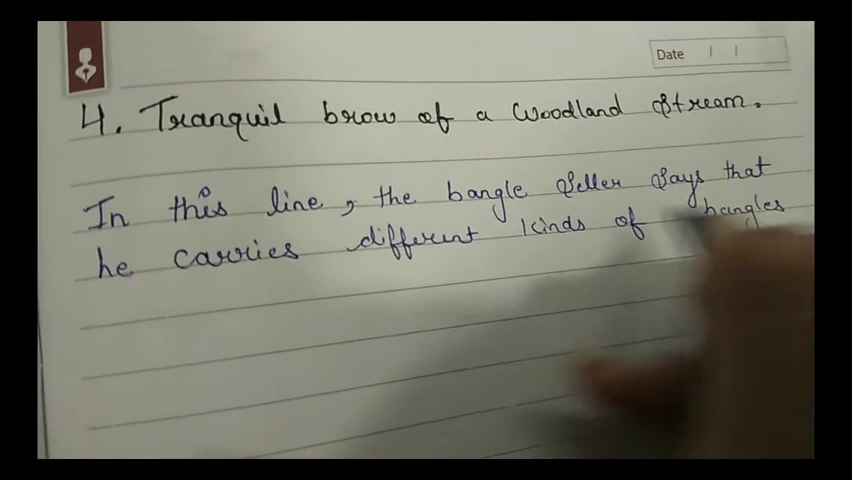 Date
4. Tranquil brow of a woodland stream.
In this line, the bangle seller says that
he carries different kinds of bangles